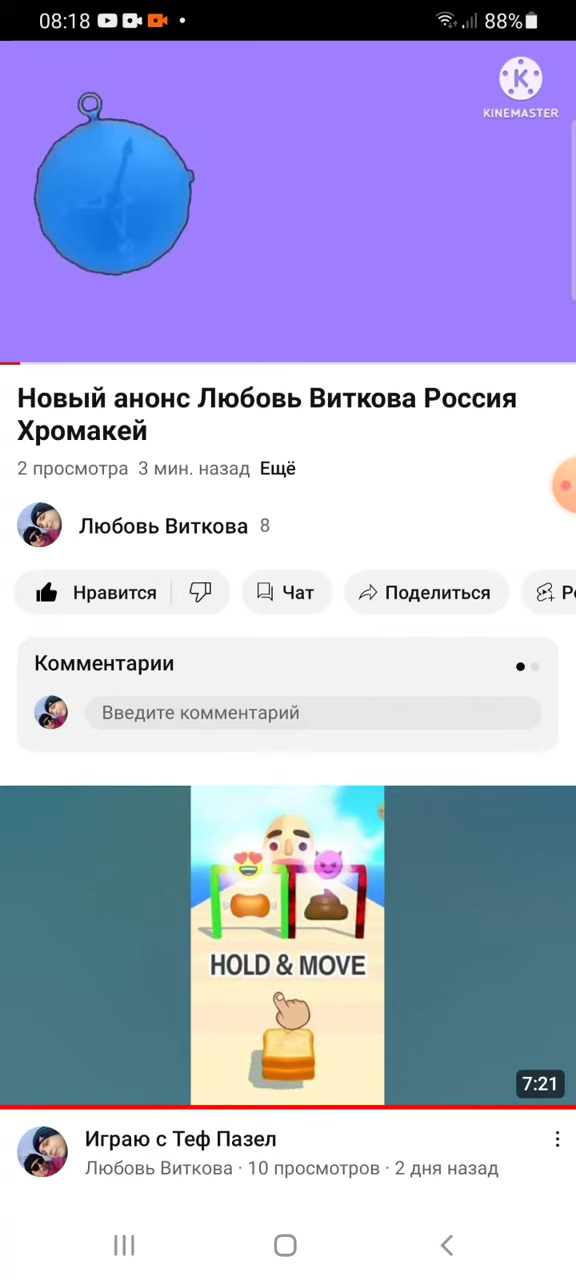 08:18
88%
K
KINEMASTER
Новый анонс Любовь Виткова Россия
Хромакей
2 просмотра 3 мин. назад Ещё
Любовь Виткова 8
Нравится
Чат
Поделиться
Комментарии
Введите комментарий
HOLD & MOVE
7:21
Играю с Теф Пазел
Любовь Виткова · 10 просмотров · 2 дня назад